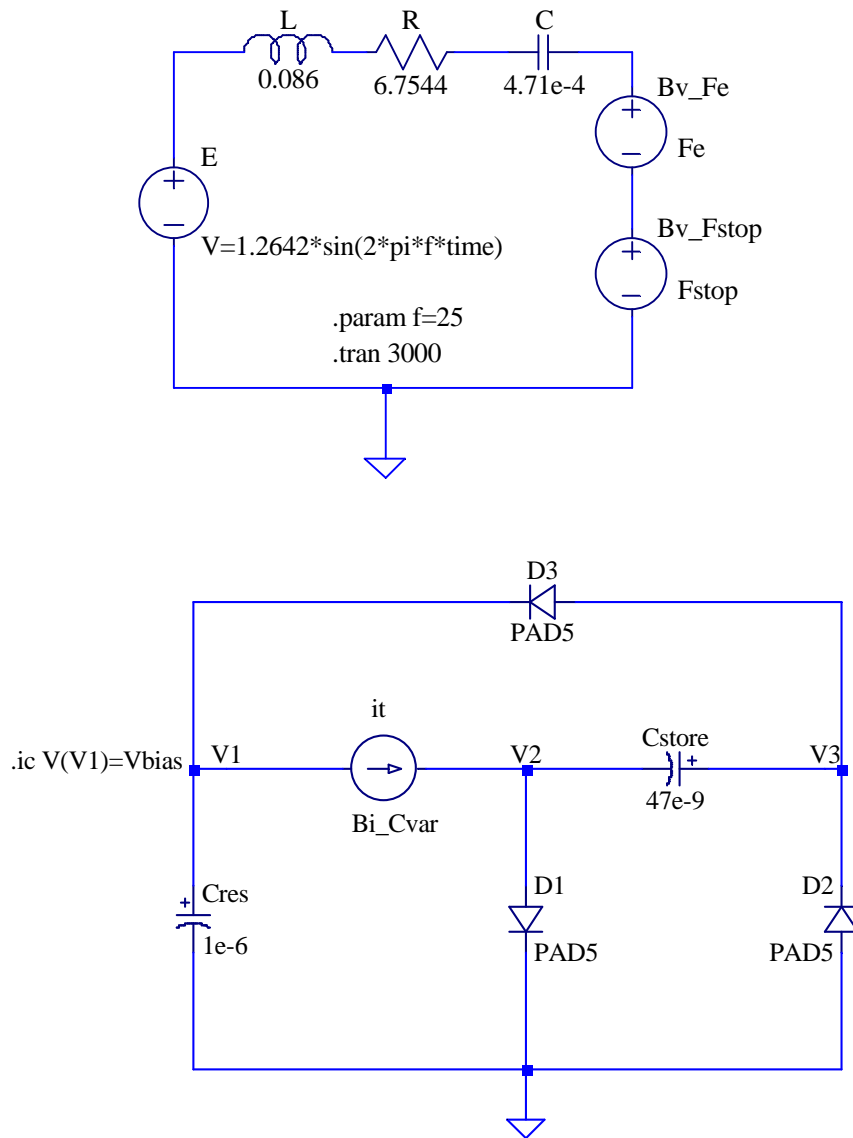 L
R
C
0.086
6.7544
4.71e-4
Bv_Fe
Fe
E
V=1.2642*sin(2*pi*f*time)
Bv_Fstop
Fstop
.param f=25
.tran 3000
D3
PAD5
it
.ic V(V1)=Vbias
V1
V2
Cstore
V3
47e-9
Bi_Cvar
Cres
1e-6
D1
PAD5
D2
PAD5